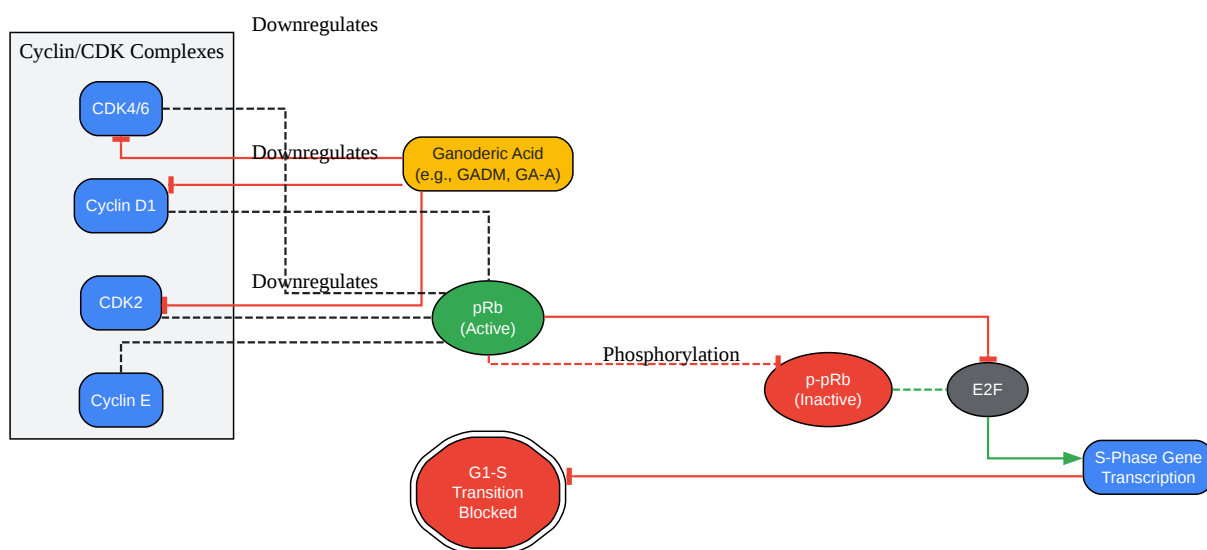 Downregulates
Cyclin/CDK Complexes
CDK4/6
Downregulates
Ganoderic Acid
(e.g., GADM, GA-A)
Cyclin D1
Downregulates
CDK2
pRb
(Active)
Phosphorylation
p-pRb
(Inactive)
E2F
Cyclin E
G1-S
Transition
Blocked
S-Phase Gene
Transcription